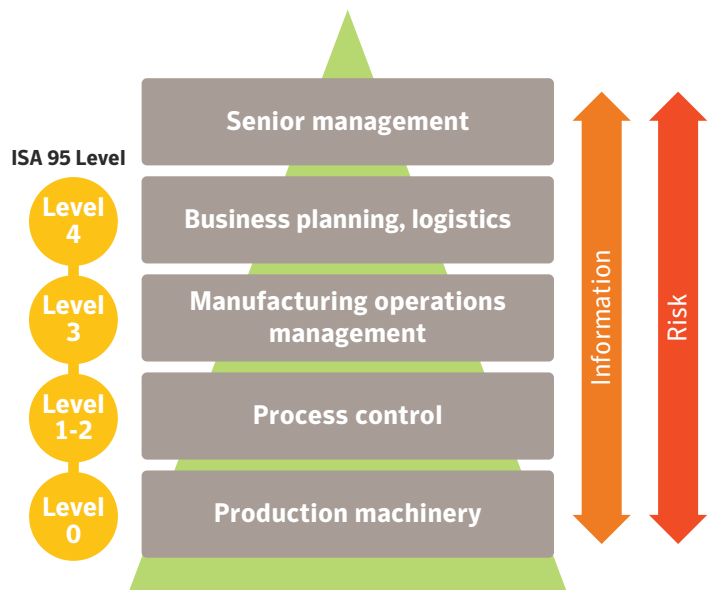 Senior management
ISA 95 Level
Level
4
Business planning, logistics
Level
3
Manufacturing operations
management
Level
1-2
Process control
Level
0
Production machinery
Information
Risk